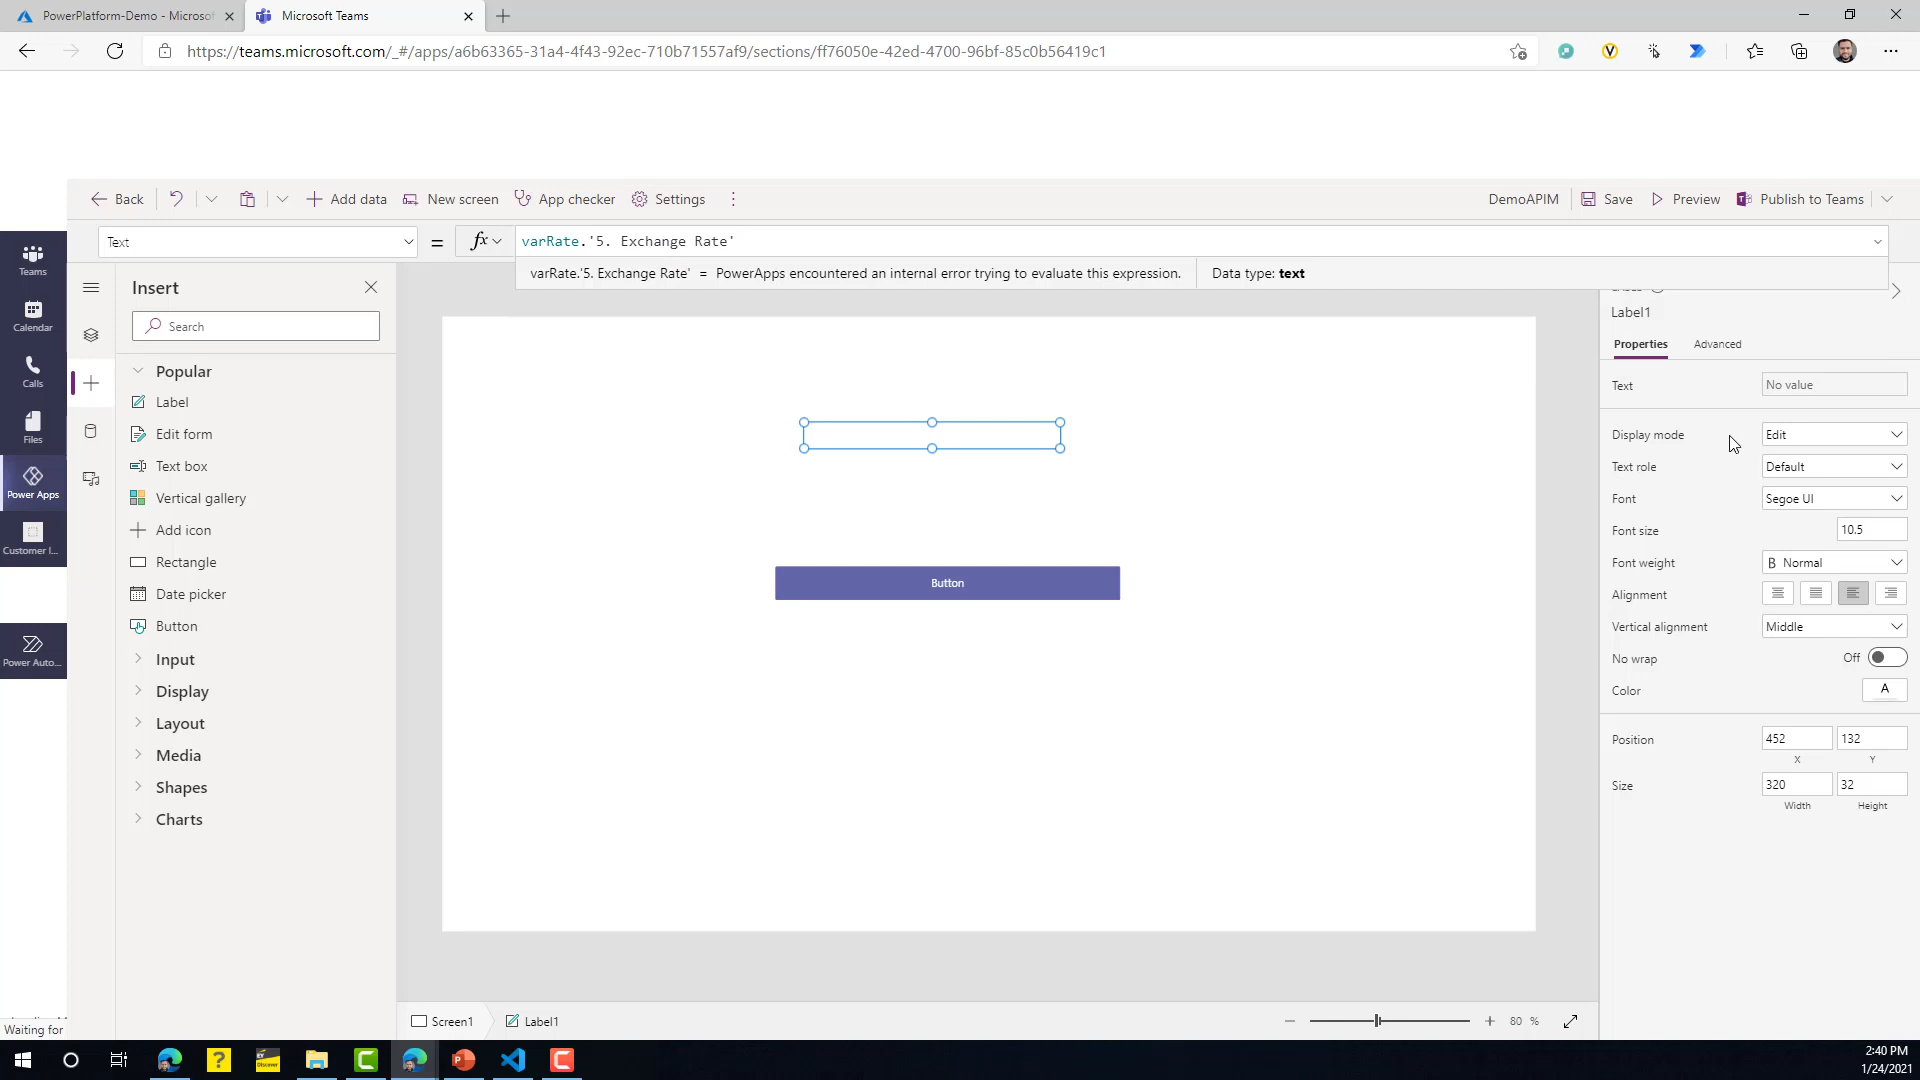 PowerPlatform-Demo - Microsof
Microsoft Teams
https://teams.microsoft.com/_#/apps/a6b63365-31a4-4f43-92ec-710b71557af9/sections/ff76050e-42ed-4700-96bf-85c0b56419c1
Back
Add data
New screen
App checker
Settings
DemoAPIM
Save
Preview
Publish to Teams
Text
=
fx
varRate.'5. Exchange Rate'
varRate.'5. Exchange Rate' = PowerApps encountered an internal error trying to evaluate this expression.
Data type: text
Teams
Calendar
Calls
Files
Power Apps
Customer I...
Power Auto...
Insert
Search
Popular
Label
Edit form
Text box
Vertical gallery
Add icon
Rectangle
Date picker
Button
Input
Display
Layout
Media
Shapes
Charts
Button
Label1
Properties
Advanced
Text
No value
Display mode
Edit
Text role
Default
Font
Segoe UI
Font size
10.5
Font weight
B Normal
Alignment
Vertical alignment
Middle
No wrap
Off
Color
A
Position
452
132
X
Y
Size
320
32
Width
Height
Screen1
Label1
80 %
Waiting for
EY
Discover
2:40 PM
1/24/2021